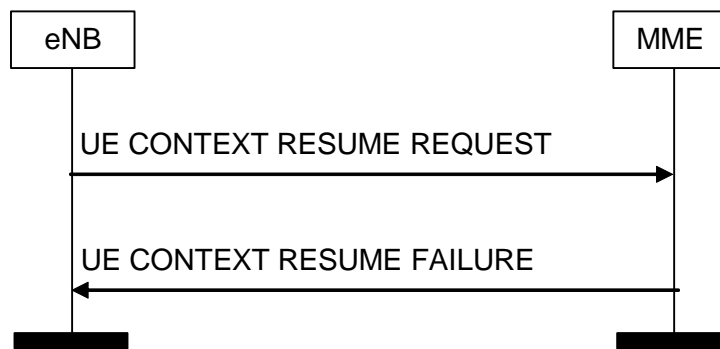 eNB
MME
UE CONTEXT RESUME REQUEST
UE CONTEXT RESUME FAILURE